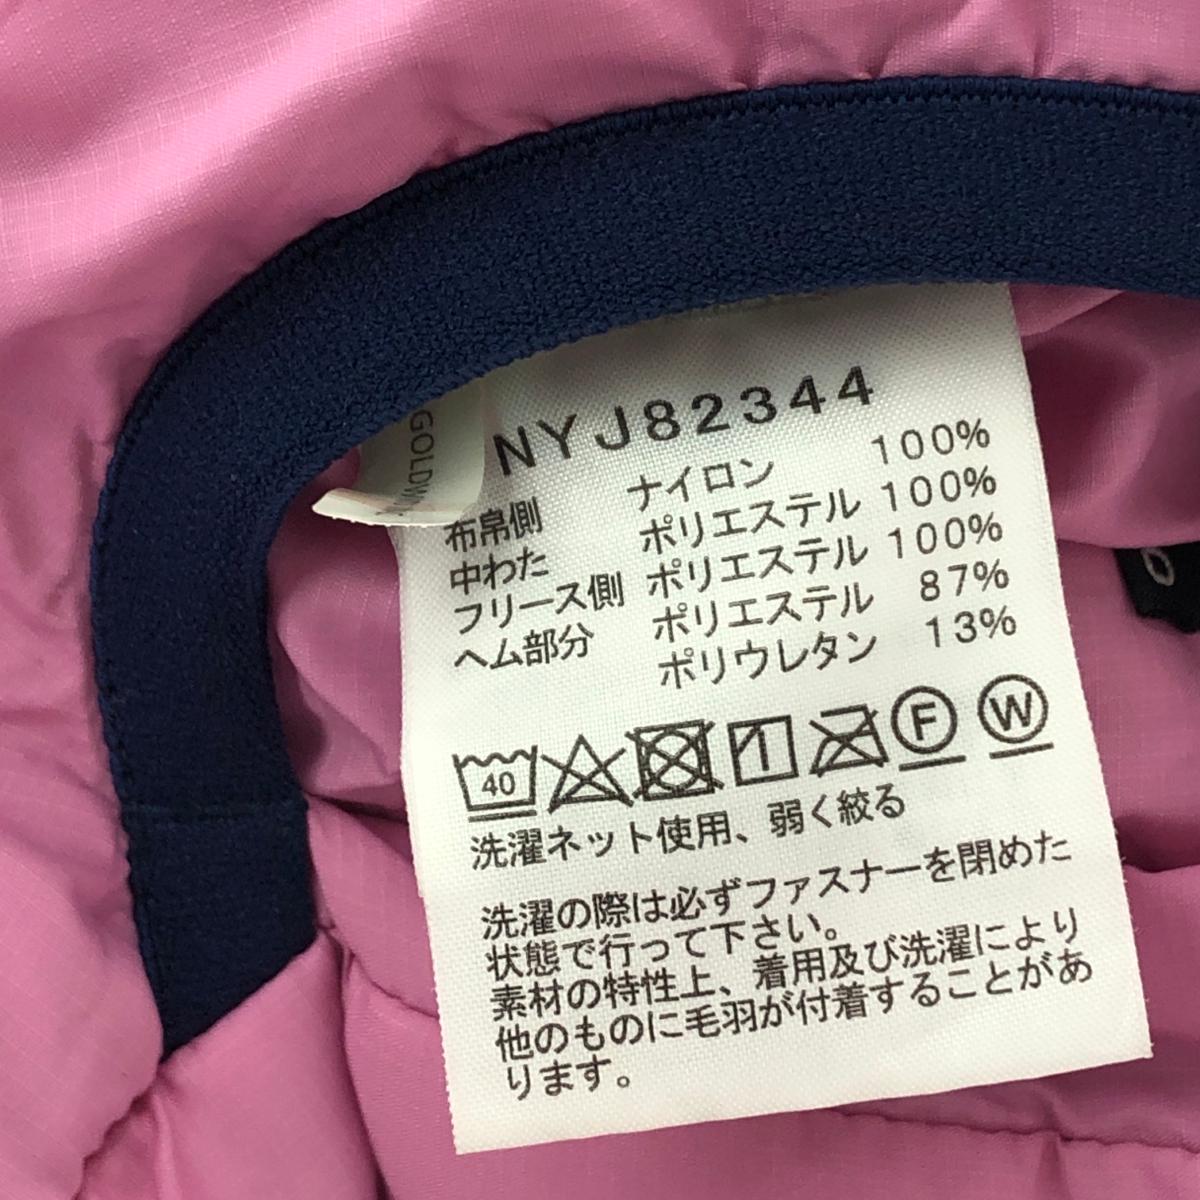 NYJ82344
布帛側 ナイロン 100%
中わた ポリエステル 100%
フリース側 ポリエステル 100%
ヘム部分 ポリエステル 87%
ポリウレタン 13%
40 F W
洗濯ネット使用、弱く絞る
洗濯の際は必ずファスナーを閉めた
状態で行って下さい。
素材の特性上、着用及び洗濯により
他のものに毛羽が付着することがあ
ります。